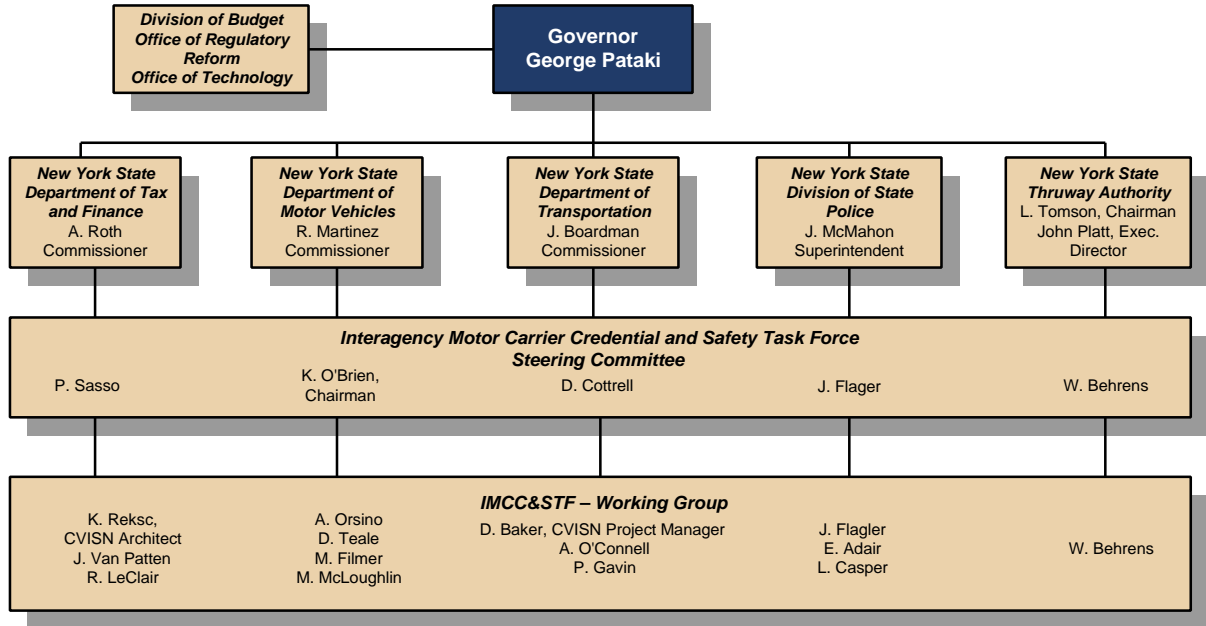 Division of Budget
Office of Regulatory
Reform
Office of Technology
Governor
George Pataki
New York State
Department of Tax
and Finance
A. Roth
Commissioner
New York State
Department of
Motor Vehicles
R. Martinez
Commissioner
New York State
Department of
Transportation
J. Boardman
Commissioner
New York State
Division of State
Police
J. McMahon
Superintendent
New York State
Thruway Authority
L. Tomson, Chairman
John Platt, Exec.
Director
Interagency Motor Carrier Credential and Safety Task Force
Steering Committee
P. Sasso
K. O'Brien,
Chairman
D. Cottrell
J. Flager
W. Behrens
IMCC&STF – Working Group
K. Reksc,
CVISN Architect
J. Van Patten
R. LeClair
A. Orsino
D. Teale
M. Filmer
M. McLoughlin
D. Baker, CVISN Project Manager
A. O'Connell
P. Gavin
J. Flagler
E. Adair
L. Casper
W. Behrens